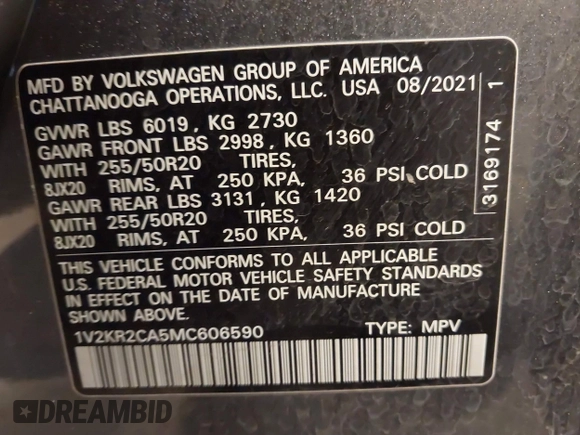 MFD BY VOLKSWAGEN GROUP OF AMERICA
CHATTANOOGA OPERATIONS, LLC. USA 08/2021
GVWR LBS 6019, KG 2730
GAWR FRONT LBS 2998, KG 1360
WITH 255/50R20 TIRES,
8JX20 RIMS, AT 250 KPA, 36 PSI COLD
GAWR REAR LBS 3131, KG 1420
WITH 255/50R20 TIRES,
8JX20 RIMS, AT 250 KPA, 36 PSI COLD
THIS VEHICLE CONFORMS TO ALL APPLICABLE
U.S. FEDERAL MOTOR VEHICLE SAFETY STANDARDS
IN EFFECT ON THE DATE OF MANUFACTURE
SHOWN ABOVE.
1V2KR2CA5MC606590 TYPE: MPV
3169174 1
DREAMBID